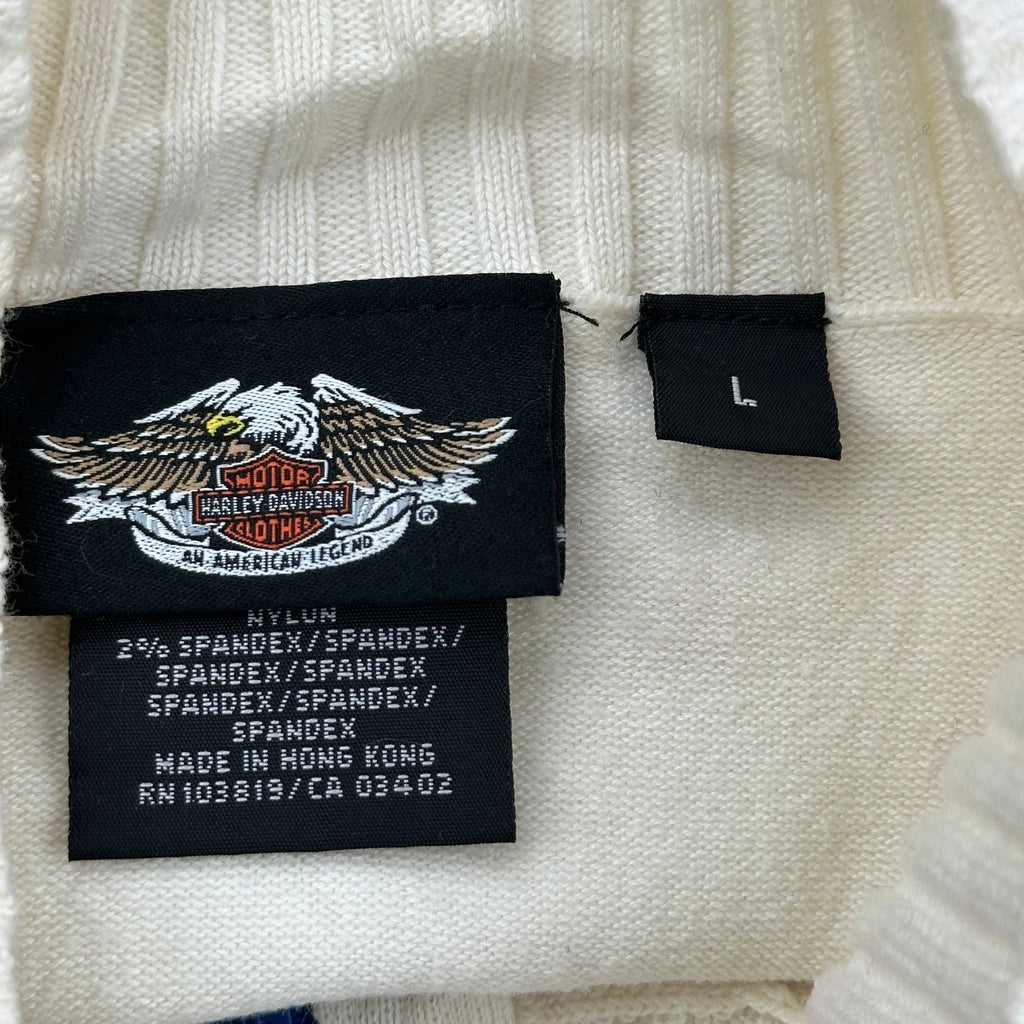 MOTOR
HARLEY-DAVIDSON
CLOTHES
AN AMERICAN LEGEND
®
L
NYLON
2% SPANDEX/SPANDEX/
SPANDEX/SPANDEX
SPANDEX/SPANDEX/
SPANDEX
MADE IN HONG KONG
RN 103819/CA 03402